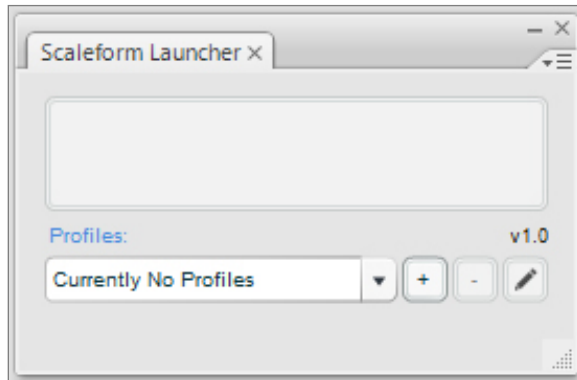 Scaleform Launcher
Profiles:
v1.0
Currently No Profiles
+
-